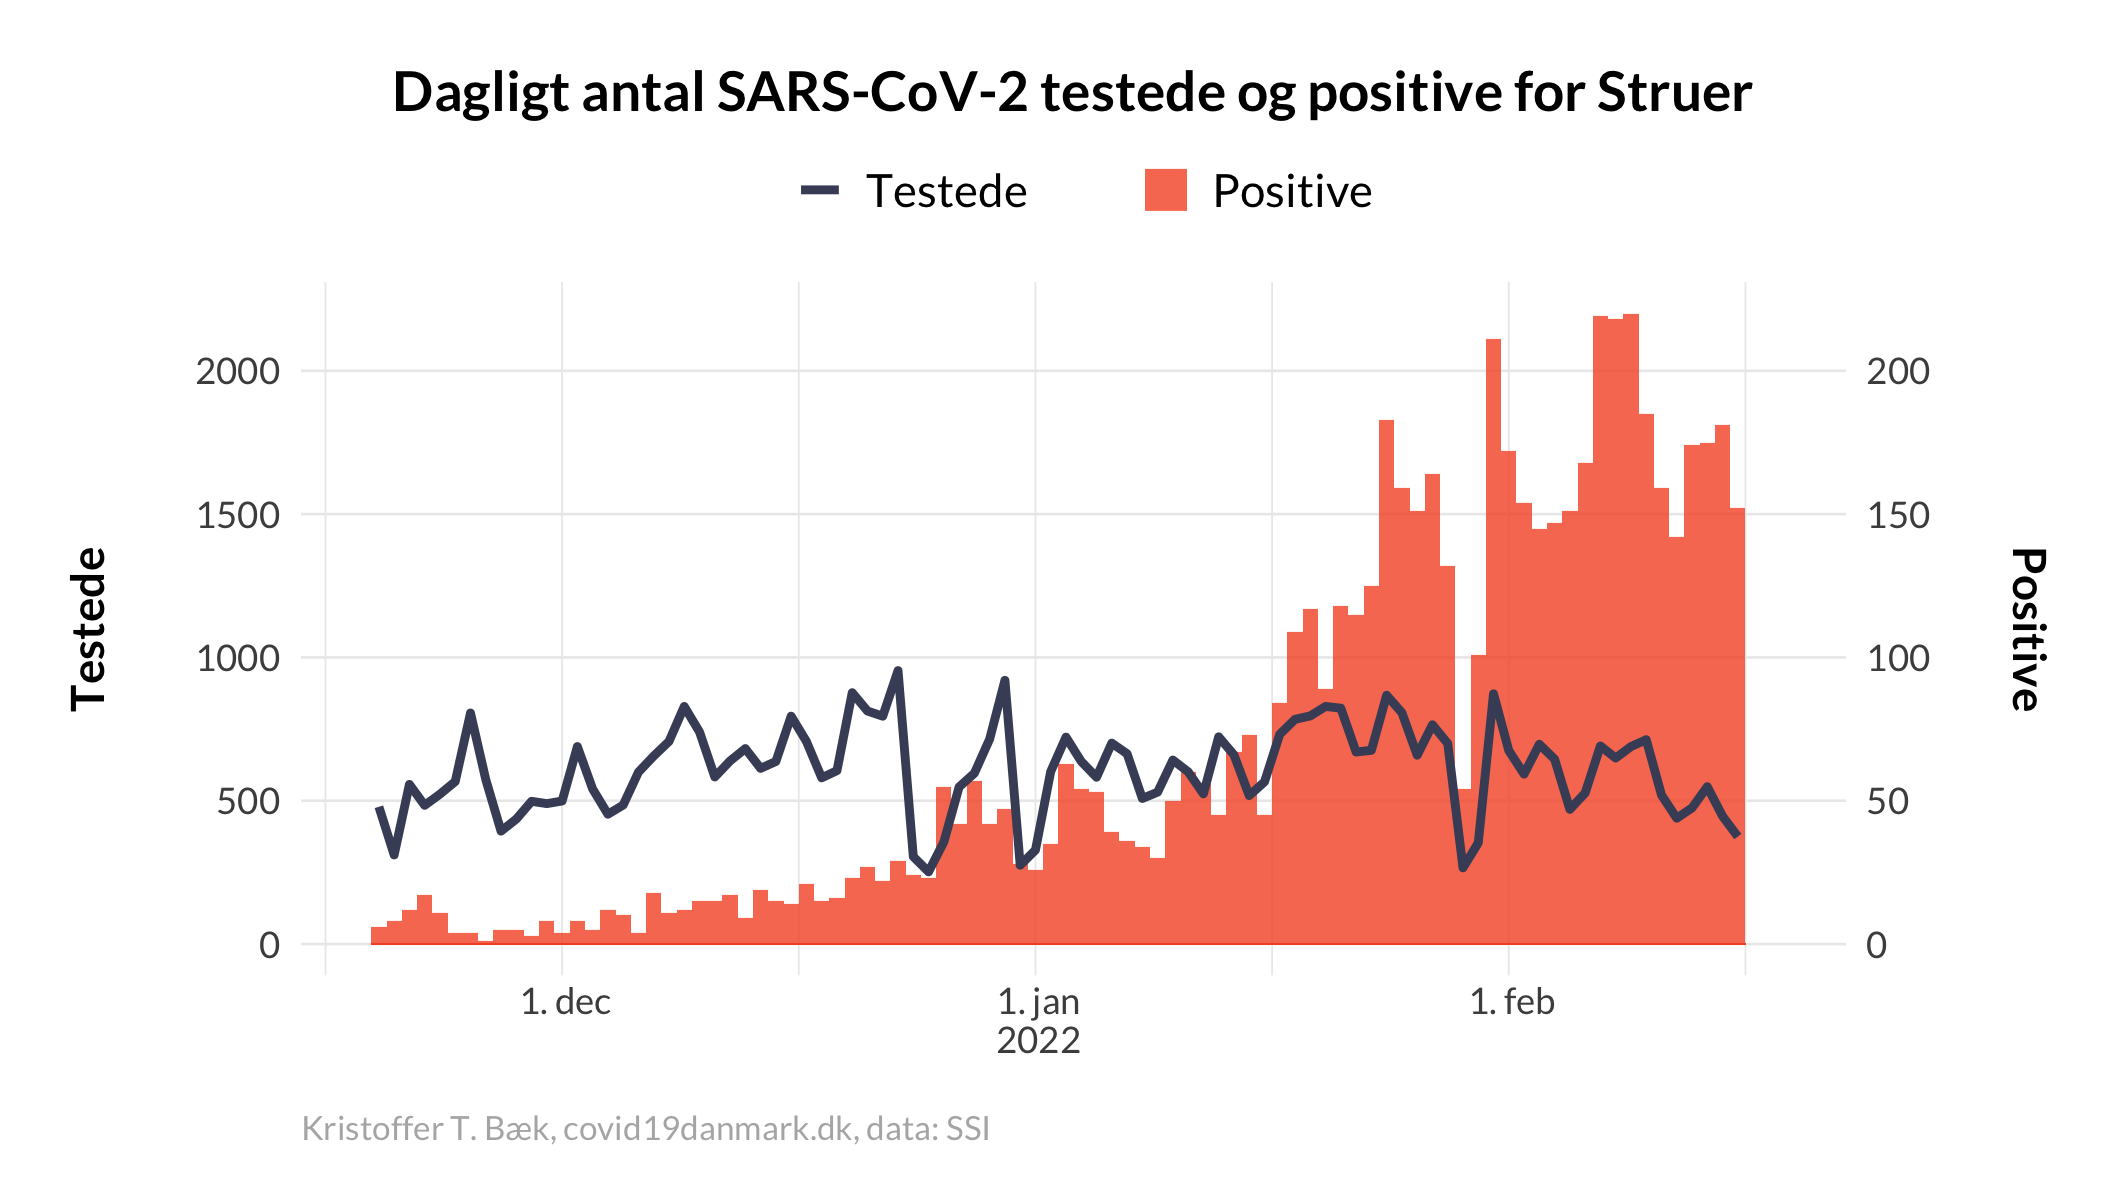 Dagligt antal SARS-CoV-2 testede og positive for Struer
Testede
Positive
Testede
2000
1500
1000
500
0
200
150
100
50
0
Positive
1. dec
1. jan
2022
1. feb
Kristoffer T. Bæk, covid19danmark.dk, data: SSI